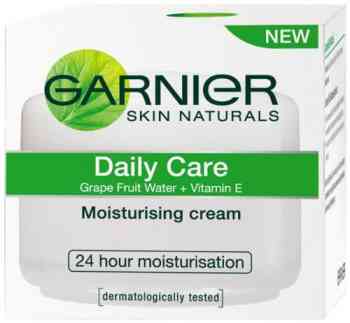 NEW
GARNIER
SKIN NATURALS
Daily Care
Grape Fruit Water + Vitamin E
Moisturising cream
24 hour moisturisation
[dermatologically tested]